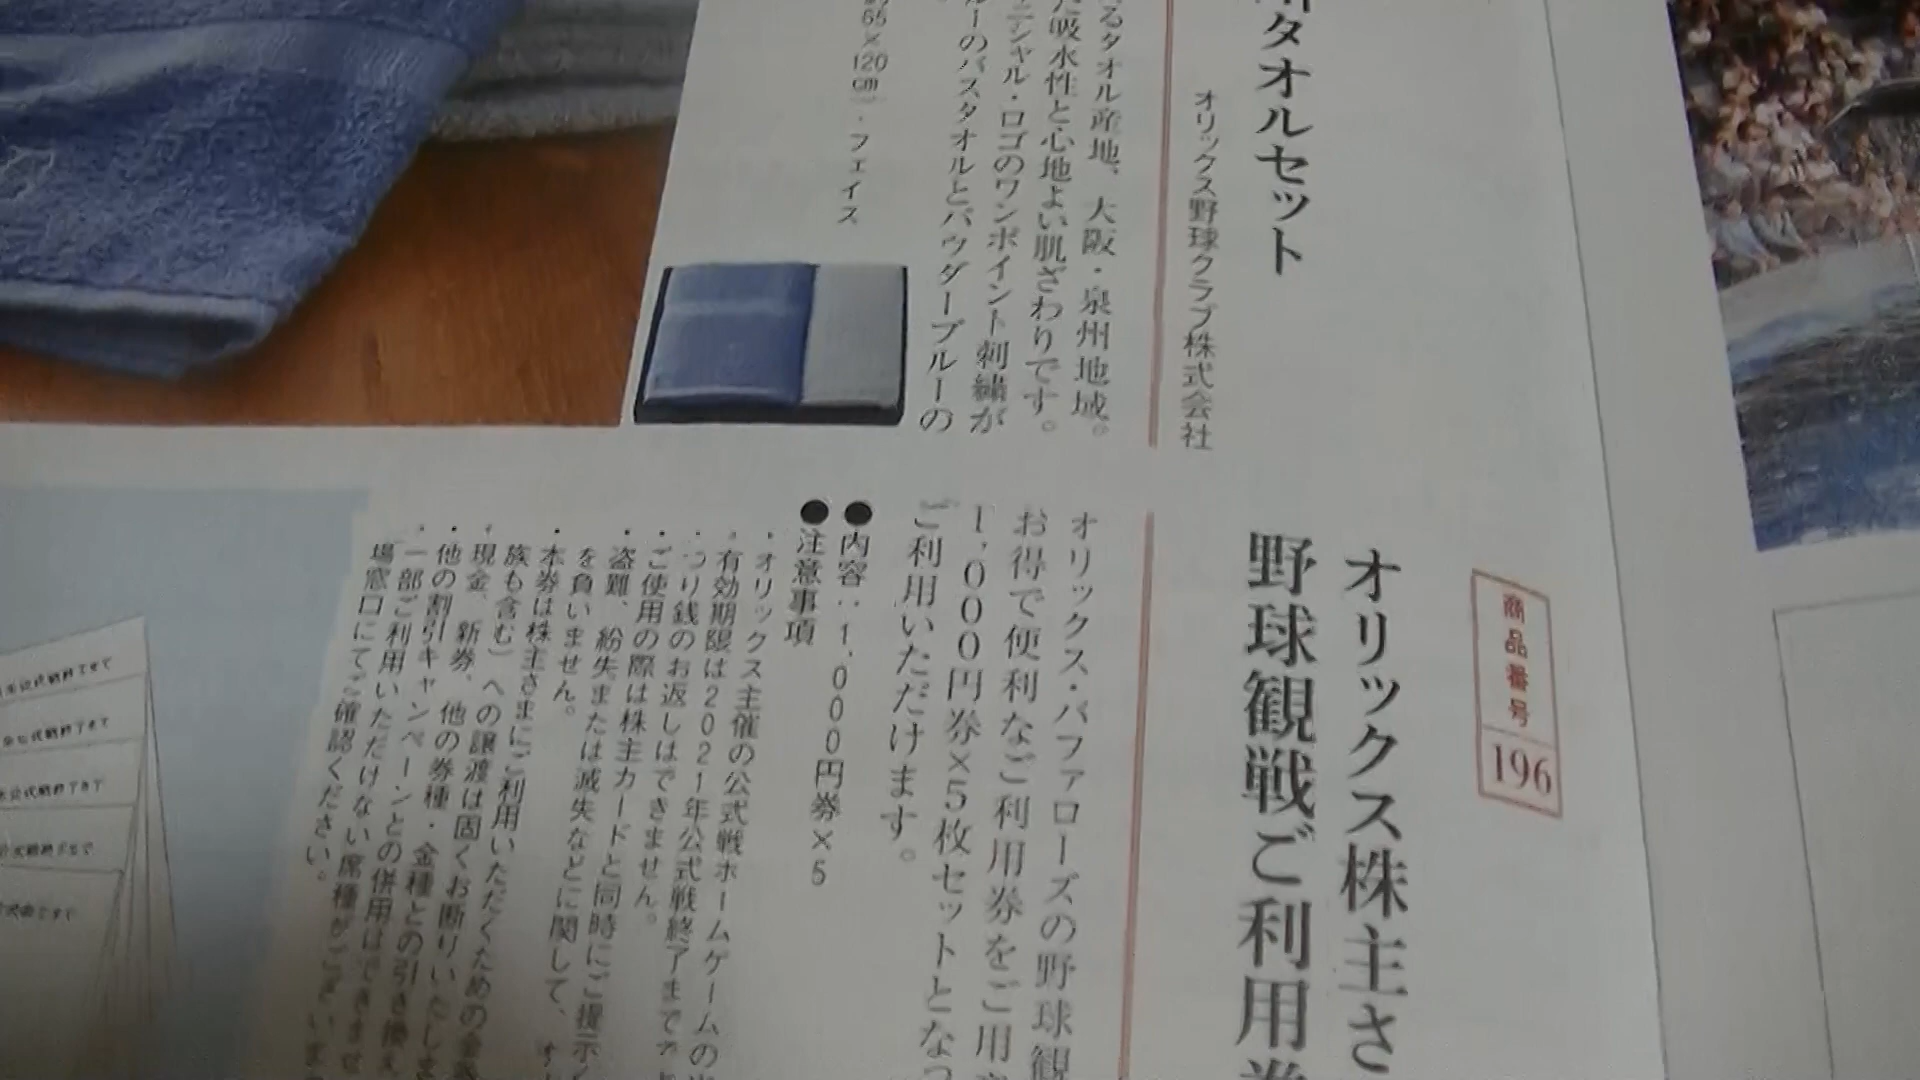 タオルセット
オリックス野球クラブ株式会社
るタオル産地、大阪・泉州地域。
吸水性と心地よい肌ざわりです。
ニシャル・ロゴのワンポイント刺繍が
ーのバスタオルとパウダーブルーの
65×120cm)・フェイス
商品番号
196
オリックス株主さ
野球観戦ご利用券
オリックス・バファローズの野球観
お得で便利なご利用券をご用意
1,000円券×5枚セットとなっ
ご利用いただけます。
●内容:1,000円券×5
●注意事項
・オリックス主催の公式戦ホームゲームの
・有効期限は2021年公式戦終了まで
・つり銭のお返しはできません。
・ご使用の際は株主カードと同時にご提示
・盗難、紛失または滅失などに関して、
を負いません。
・本券は株主さまにご利用いただくための
族も含む)への譲渡は固くお断りいたしま
・現金、新券、他の券種・金種との引き換え
・他の割引キャンペーンとの併用はできませ
・一部ご利用いただけない席種がございま
場窓口にてご確認ください。